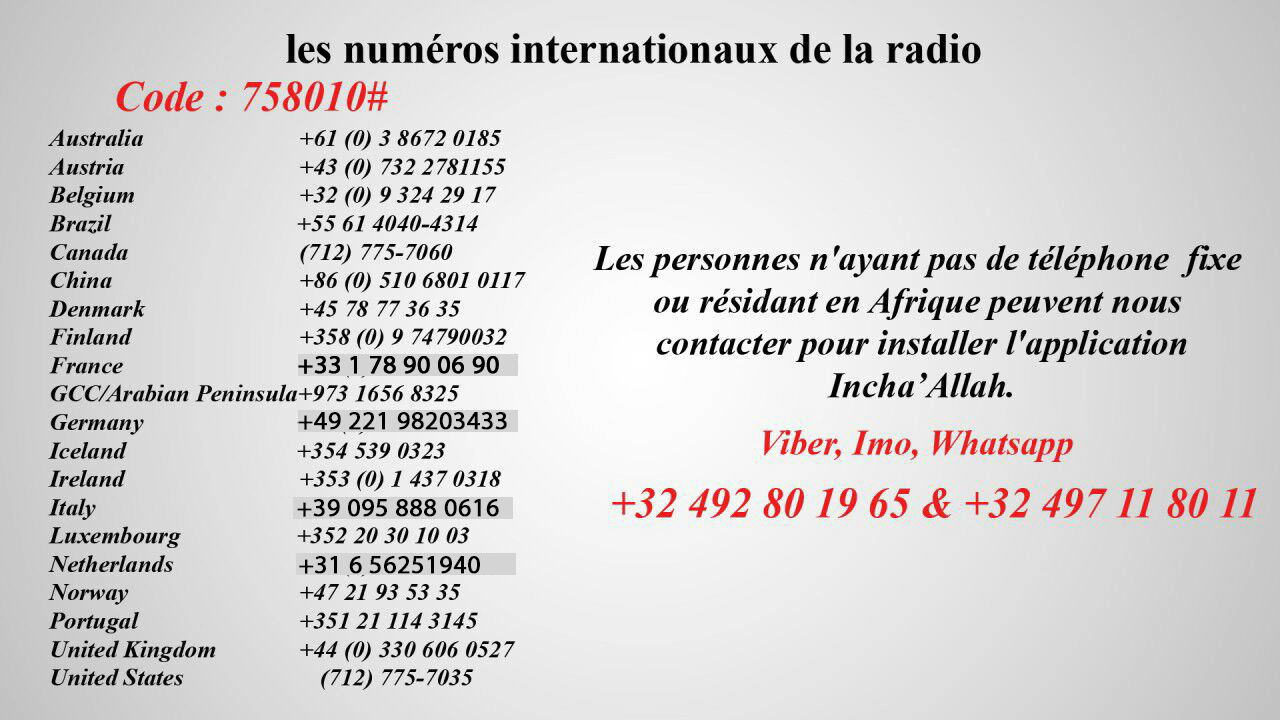 les numéros internationaux de la radio
Code : 758010#
Australia +61 (0) 3 8672 0185
Austria +43 (0) 732 2781155
Belgium +32 (0) 9 324 29 17
Brazil +55 61 4040-4314
Canada (712) 775-7060
China +86 (0) 510 6801 0117
Denmark +45 78 77 36 35
Finland +358 (0) 9 74790032
France +33 1 78 90 06 90
GCC/Arabian Peninsula +973 1656 8325
Germany +49 221 98203433
Iceland +354 539 0323
Ireland +353 (0) 1 437 0318
Italy +39 095 888 0616
Luxembourg +352 20 30 10 03
Netherlands +31 6 56251940
Norway +47 21 93 53 35
Portugal +351 21 114 3145
United Kingdom +44 (0) 330 606 0527
United States (712) 775-7035
Les personnes n'ayant pas de téléphone fixe
ou résidant en Afrique peuvent nous
contacter pour installer l'application
Incha’Allah.
Viber, Imo, Whatsapp
+32 492 80 19 65 & +32 497 11 80 11